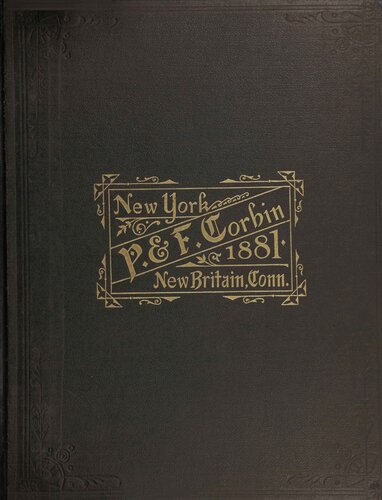 New York
P. & F. Corbin
1881.
New Britain, Conn.